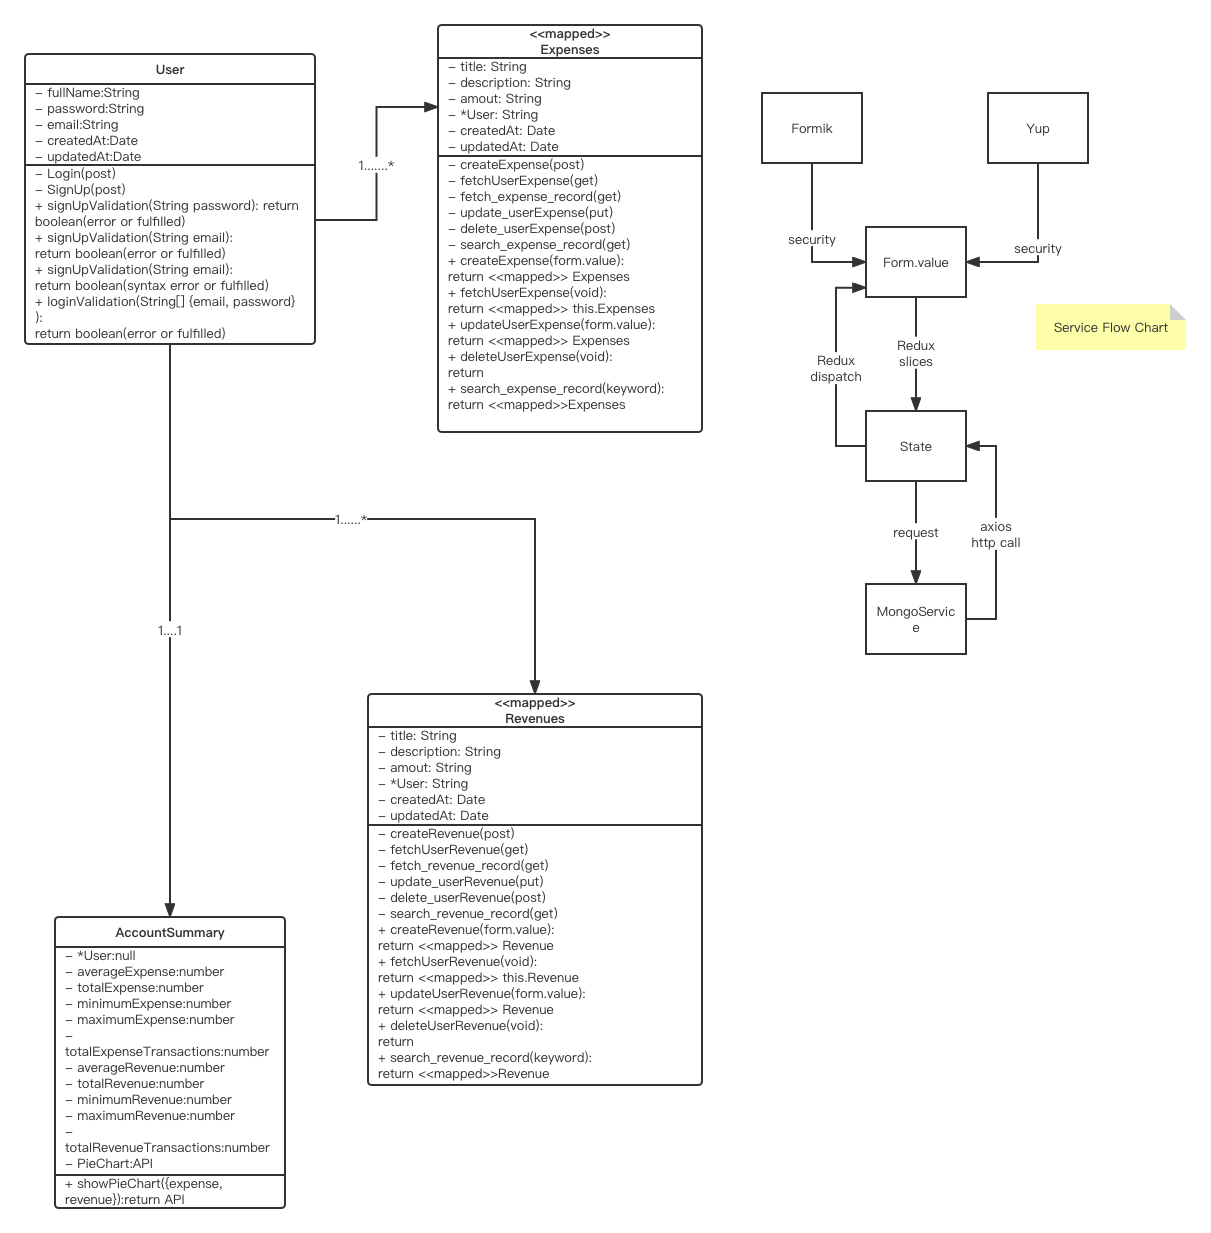 User
– fullName:String
– password:String
– email:String
– createdAt:Date
– updatedAt:Date
– Login(post)
– SignUp(post)
+ signUpValidation(String password): return
boolean(error or fulfilled)
+ signUpValidation(String email):
return boolean(error or fulfilled)
+ signUpValidation(String email):
return boolean(syntax error or fulfilled)
+ loginValidation(String[] {email, password}
):
return boolean(error or fulfilled)
1.......*
<<mapped>>
Expenses
– title: String
– description: String
– amout: String
– *User: String
– createdAt: Date
– updatedAt: Date
– createExpense(post)
– fetchUserExpense(get)
– fetch_expense_record(get)
– update_userExpense(put)
– delete_userExpense(post)
– search_expense_record(get)
+ createExpense(form.value):
return <<mapped>> Expenses
+ fetchUserExpense(void):
return <<mapped>> this.Expenses
+ updateUserExpense(form.value):
return <<mapped>> Expenses
+ deleteUserExpense(void):
return
+ search_expense_record(keyword):
return <<mapped>>Expenses
Formik
Yup
security
security
Form.value
Service Flow Chart
Redux
slices
Redux
dispatch
State
request
axios
http call
MongoServic
e
1......*
1....1
<<mapped>>
Revenues
– title: String
– description: String
– amout: String
– *User: String
– createdAt: Date
– updatedAt: Date
– createRevenue(post)
– fetchUserRevenue(get)
– fetch_revenue_record(get)
– update_userRevenue(put)
– delete_userRevenue(post)
– search_revenue_record(get)
+ createRevenue(form.value):
return <<mapped>> Revenue
+ fetchUserRevenue(void):
return <<mapped>> this.Revenue
+ updateUserRevenue(form.value):
return <<mapped>> Revenue
+ deleteUserRevenue(void):
return
+ search_revenue_record(keyword):
return <<mapped>>Revenue
AccountSummary
– *User:null
– averageExpense:number
– totalExpense:number
– minimumExpense:number
– maximumExpense:number
–
totalExpenseTransactions:number
– averageRevenue:number
– totalRevenue:number
– minimumRevenue:number
– maximumRevenue:number
–
totalRevenueTransactions:number
– PieChart:API
+ showPieChart({expense,
revenue}):return API